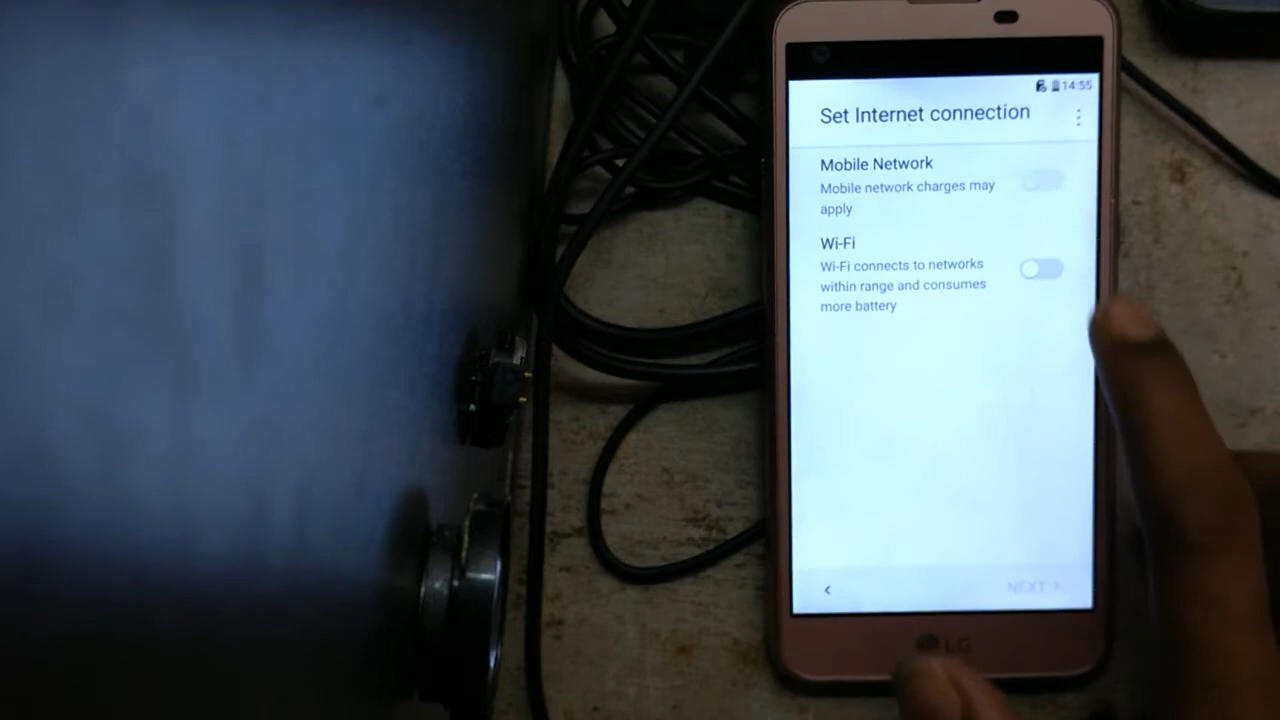 14:55
Set Internet connection
Mobile Network
Mobile network charges may
apply
Wi-Fi
Wi-Fi connects to networks
within range and consumes
more battery
NEXT
LG